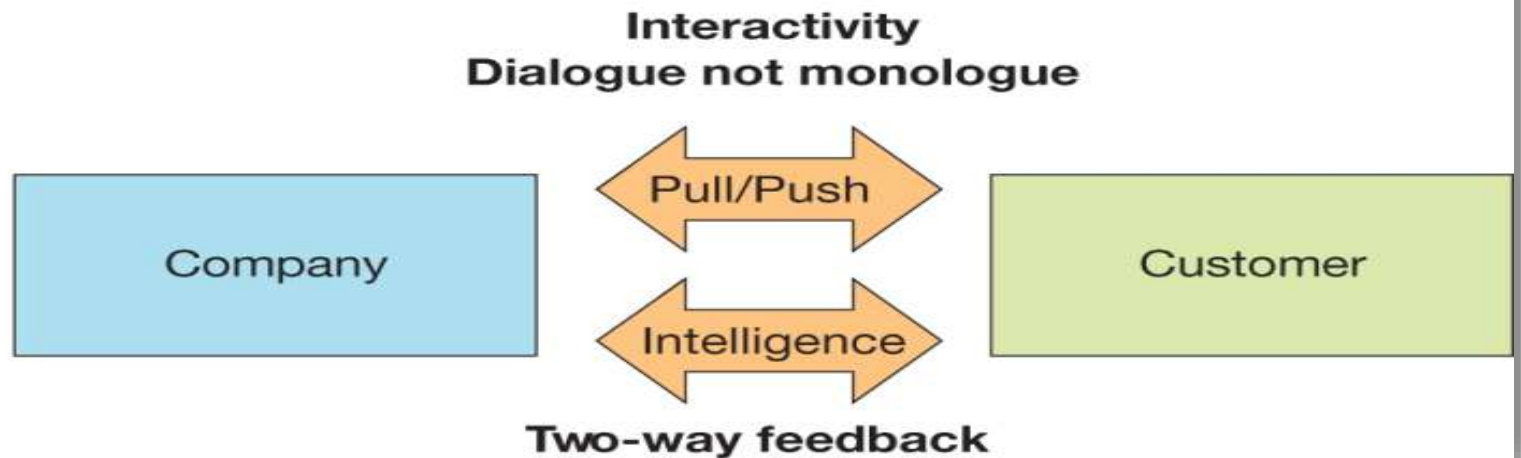 Interactivity
Dialogue not monologue
Pull/Push
Company
Customer
Intelligence
Two-way feedback